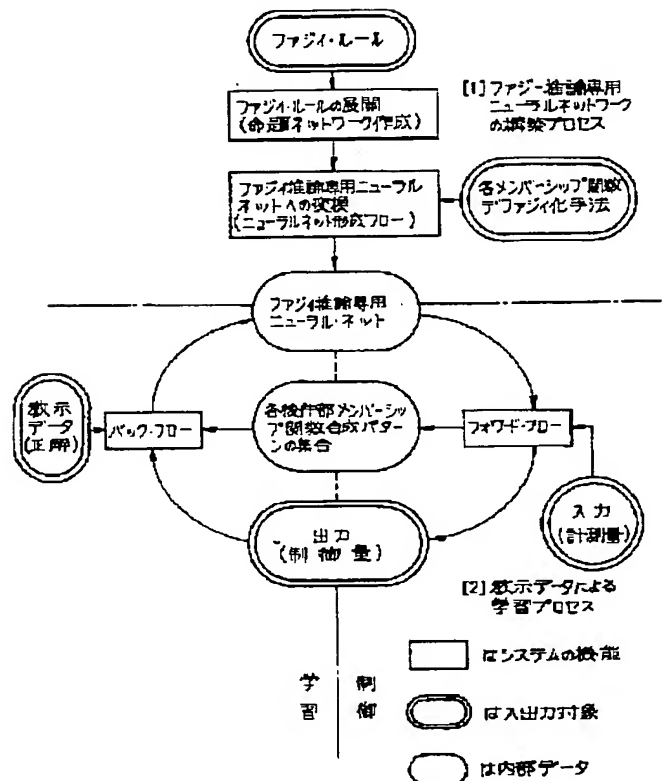 ファジイ・ルール
[1]ファジー推論専用
ニューラルネットワーク
の構築プロセス
ファジイ・ルールの展開
(命題ネットワーク作成)
ファジイ推論専用ニューラル
ネットへの変換
(ニューラルネット形成フロー)
各メンバーシップ関数
デファジイ化手法
ファジイ推論専用
ニューラル・ネット
教示
データ
(正解)
バック・フロー
各後件部メンバーシッ
プ関数合成パター
ンの集合
フォワード・フロー
出力
(制御量)
入力
(計測量)
[2]教示データによる
学習プロセス
学習
制御
はシステムの機能
は入出力対象
は内部データ